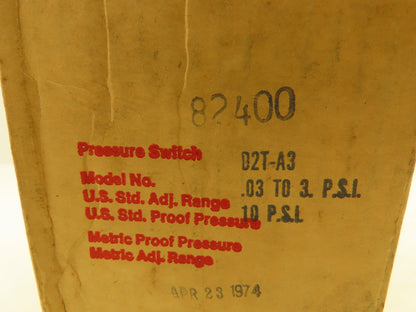 82400
Pressure Switch D2T-A3
Model No. .03 TO 3. P.S.I.
U.S. Std. Adj. Range 10 P.S.I.
U.S. Std. Proof Pressure
Metric Proof Pressure
Metric Adj. Range
APR 23 1974